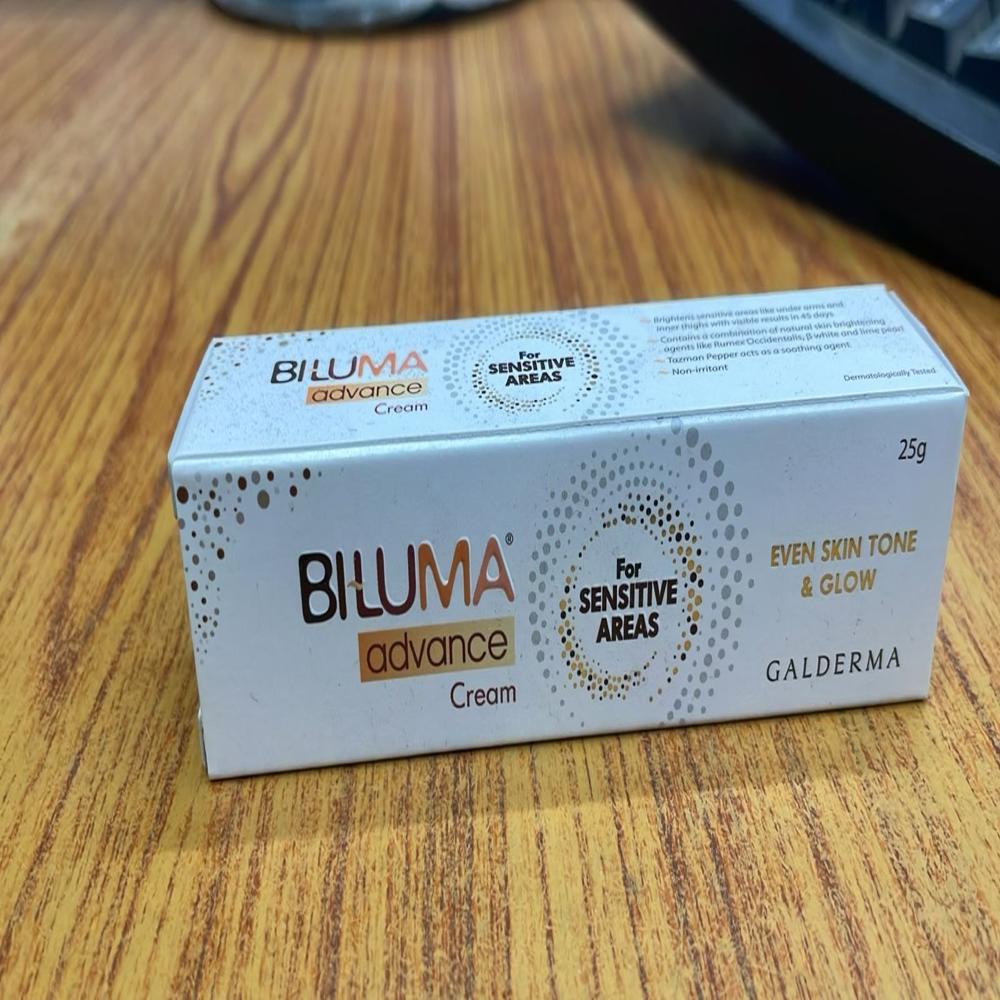 BILUMA
advance
Cream
For
SENSITIVE
AREAS
Brightens sensitive areas like under arms and
inner thighs with visible results in 45 days
Contains a combination of natural skin brightening
agents like Rumex Occidentalis, β white and lime pearl
Tazman Pepper acts as a soothing agent
Non-irritant
Dermatologically Tested
25g
BILUMA®
advance
Cream
For
SENSITIVE
AREAS
EVEN SKIN TONE
& GLOW
GALDERMA